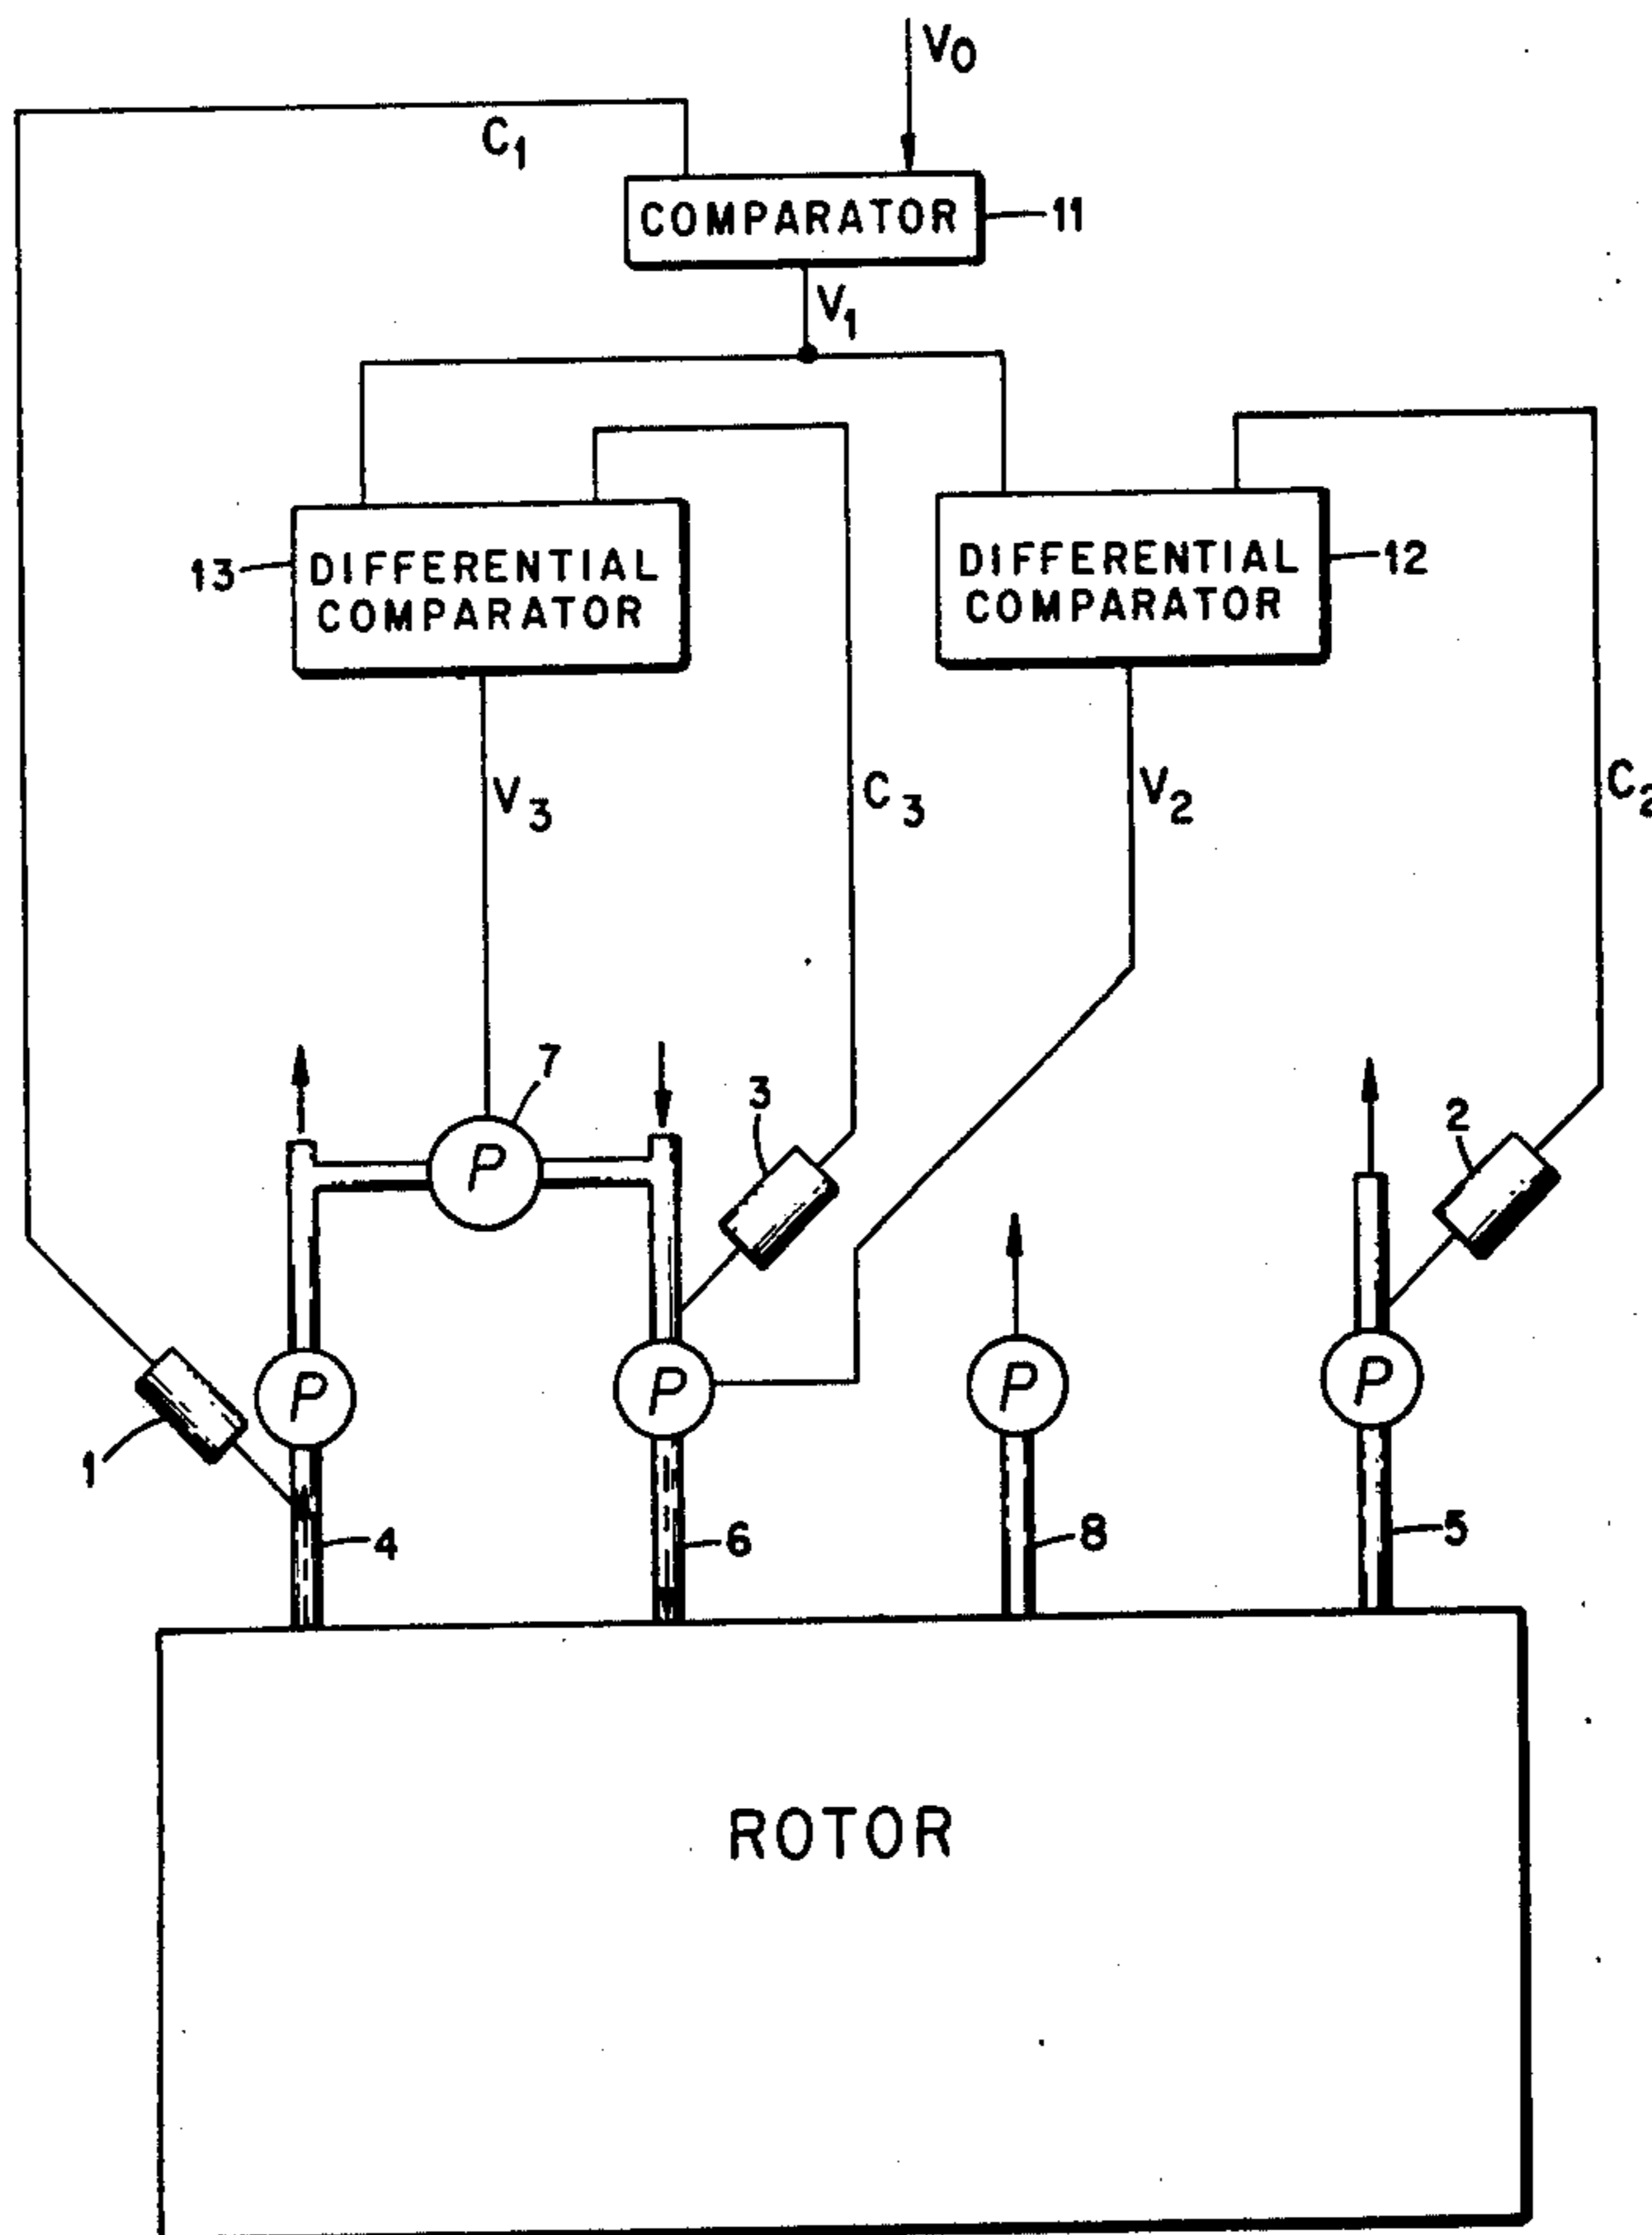 V0
C1
COMPARATOR
11
V1
13
DIFFERENTIAL
COMPARATOR
DIFFERENTIAL
COMPARATOR
12
V3
C3
V2
C2
7
P
3
2
P
P
P
P
1
4
6
8
5
ROTOR